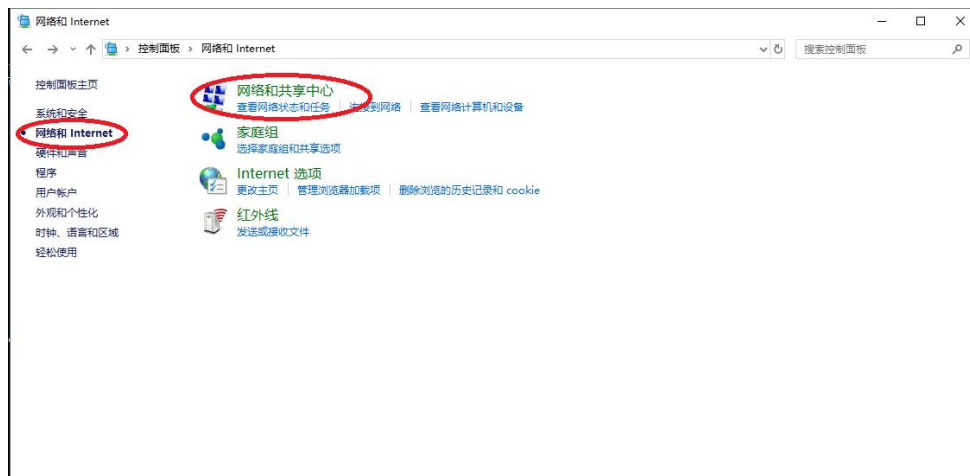 网络和 Internet
控制面板 › 网络和 Internet
搜索控制面板
控制面板主页
系统和安全
网络和 Internet
硬件和声音
程序
用户帐户
外观和个性化
时钟、语言和区域
轻松使用
网络和共享中心
查看网络状态和任务 | 连接到网络 | 查看网络计算机和设备
家庭组
选择家庭组和共享选项
Internet 选项
更改主页 | 管理浏览器加载项 | 删除浏览的历史记录和 cookie
红外线
发送或接收文件